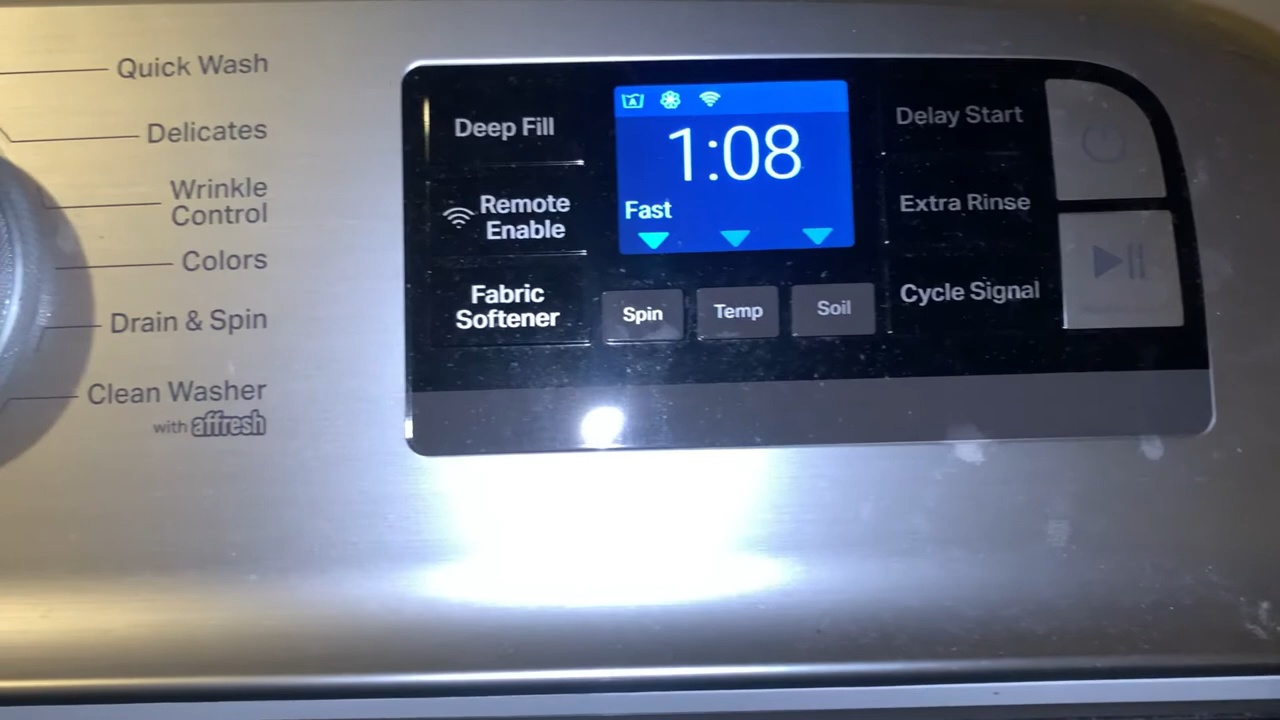 Quick Wash
Delicates
Wrinkle
Control
Colors
Drain & Spin
Clean Washer
with affresh
Deep Fill
Remote
Enable
Fabric
Softener
A
1:08
Fast
Spin
Temp
Soil
Delay Start
Extra Rinse
Cycle Signal